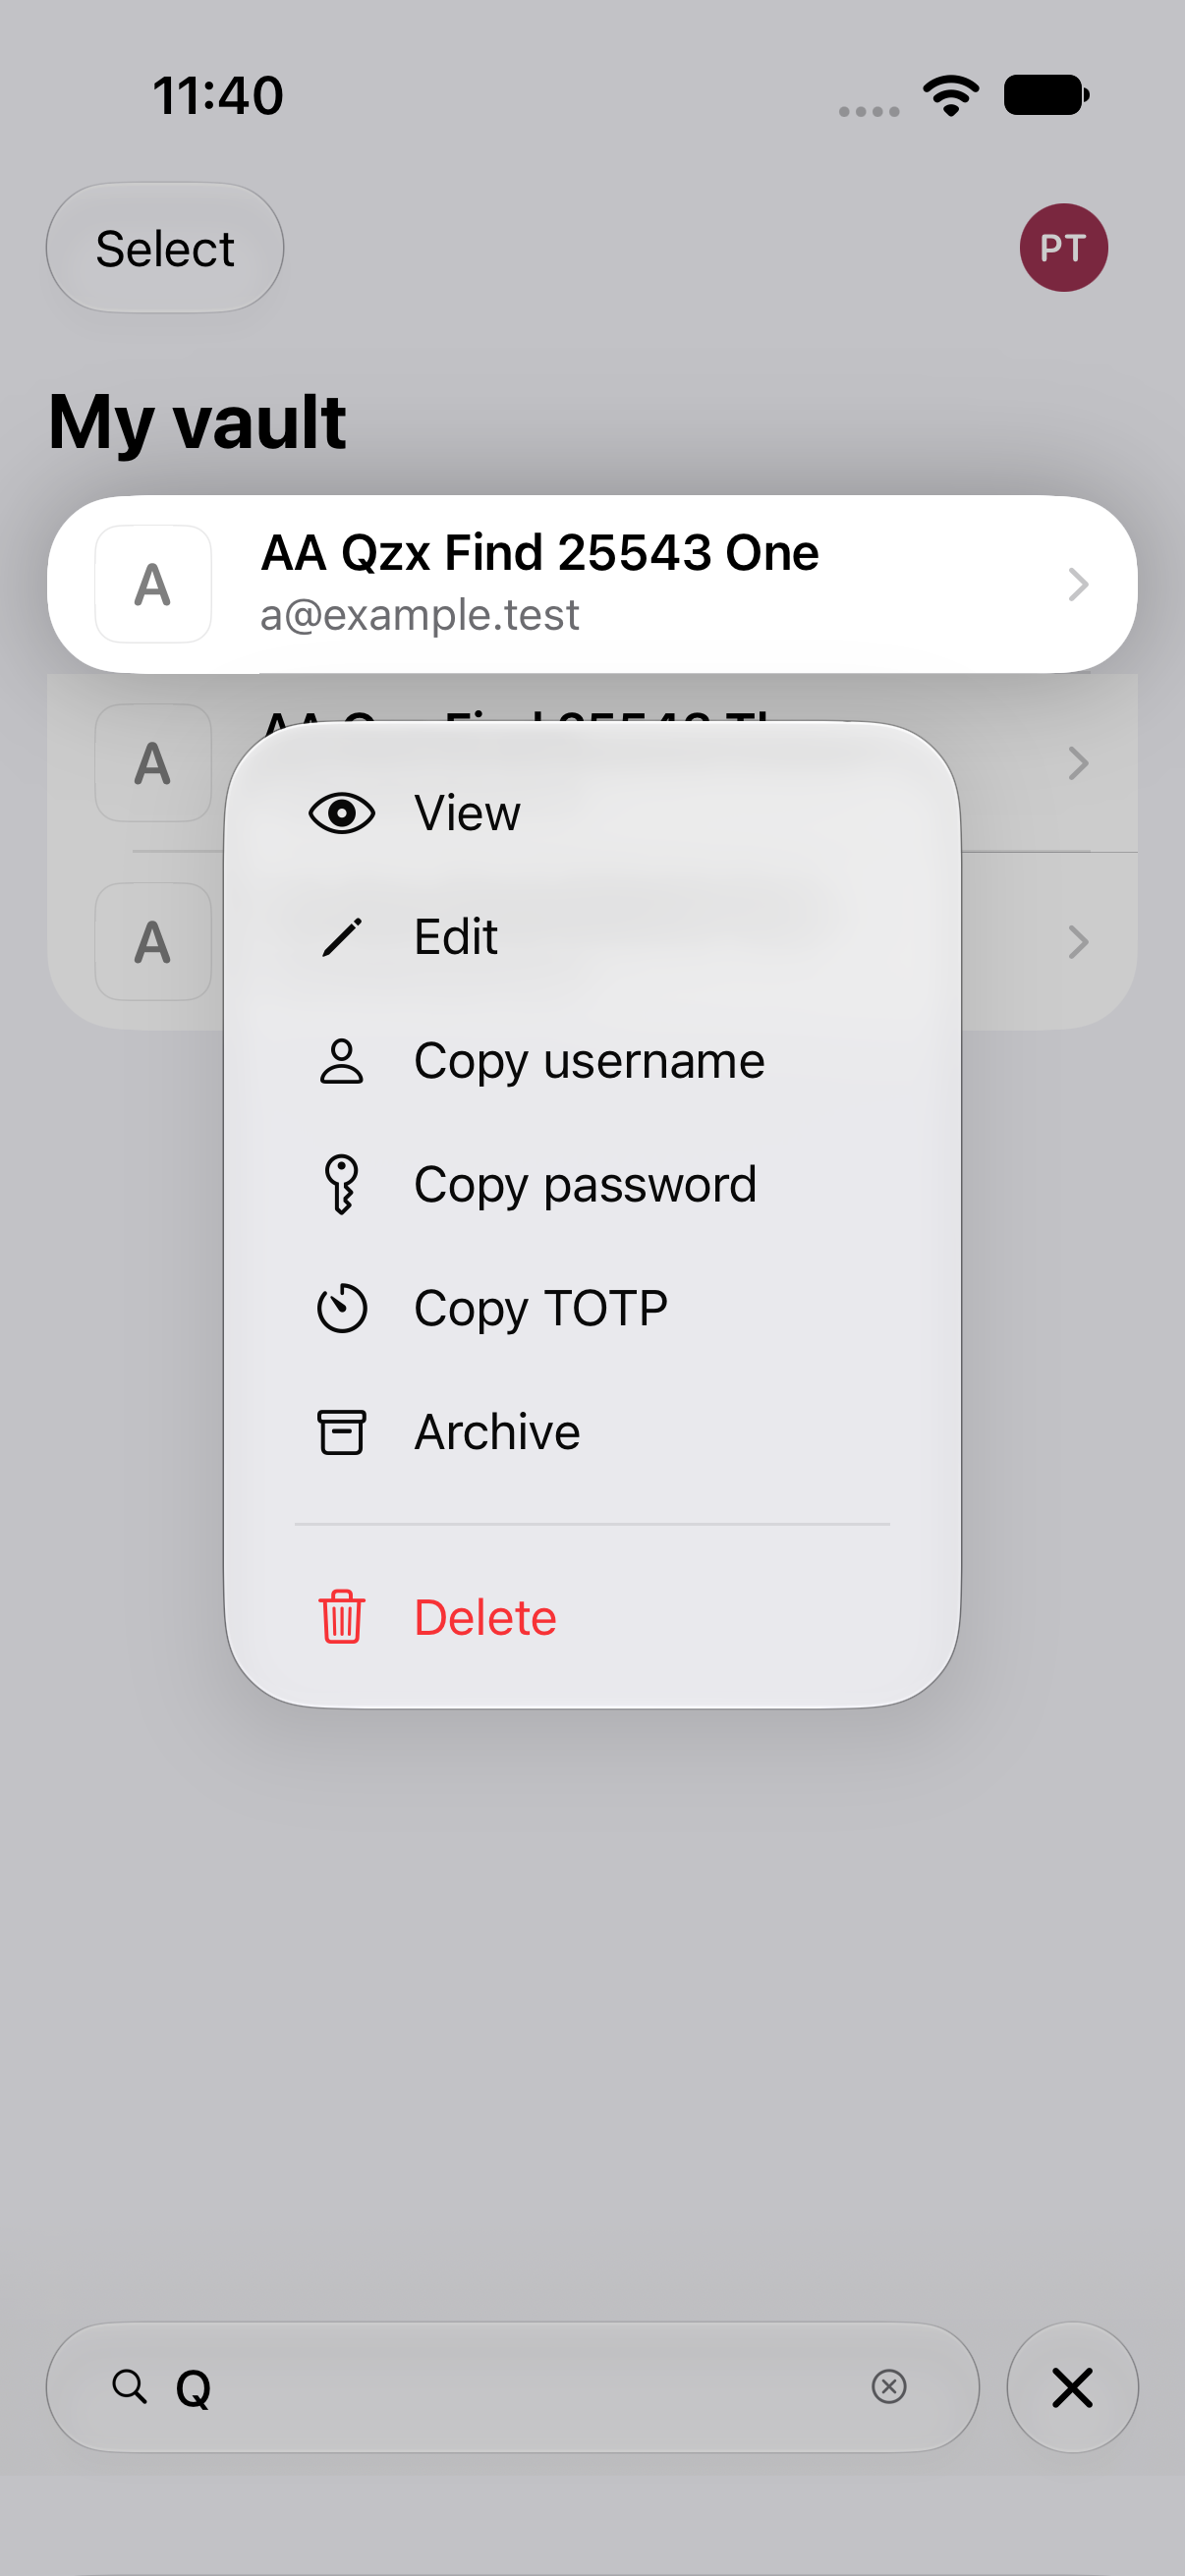 11:40
Select
PT
My vault
A
AA Qzx Find 25543 One
a@example.test
A
A
View
Edit
Copy username
Copy password
Copy TOTP
Archive
Delete
Q